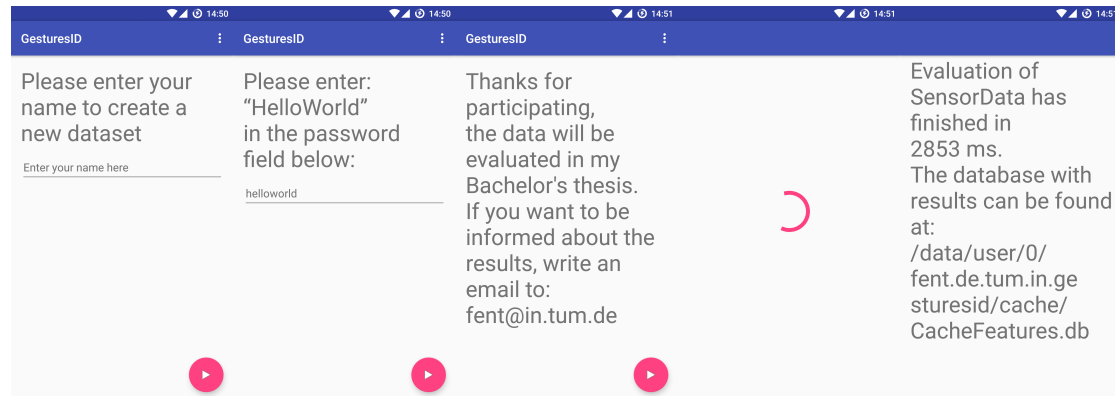 14:50
GesturesID
Please enter your
name to create a
new dataset
Enter your name here
14:50
GesturesID
Please enter:
“HelloWorld”
in the password
field below:
helloworld
14:51
GesturesID
Thanks for
participating,
the data will be
evaluated in my
Bachelor's thesis.
If you want to be
informed about the
results, write an
email to:
fent@in.tum.de
14:51
14:51
Evaluation of
SensorData has
finished in
2853 ms.
The database with
results can be found
at:
/data/user/0/
fent.de.tum.in.ge
sturesid/cache/
CacheFeatures.db